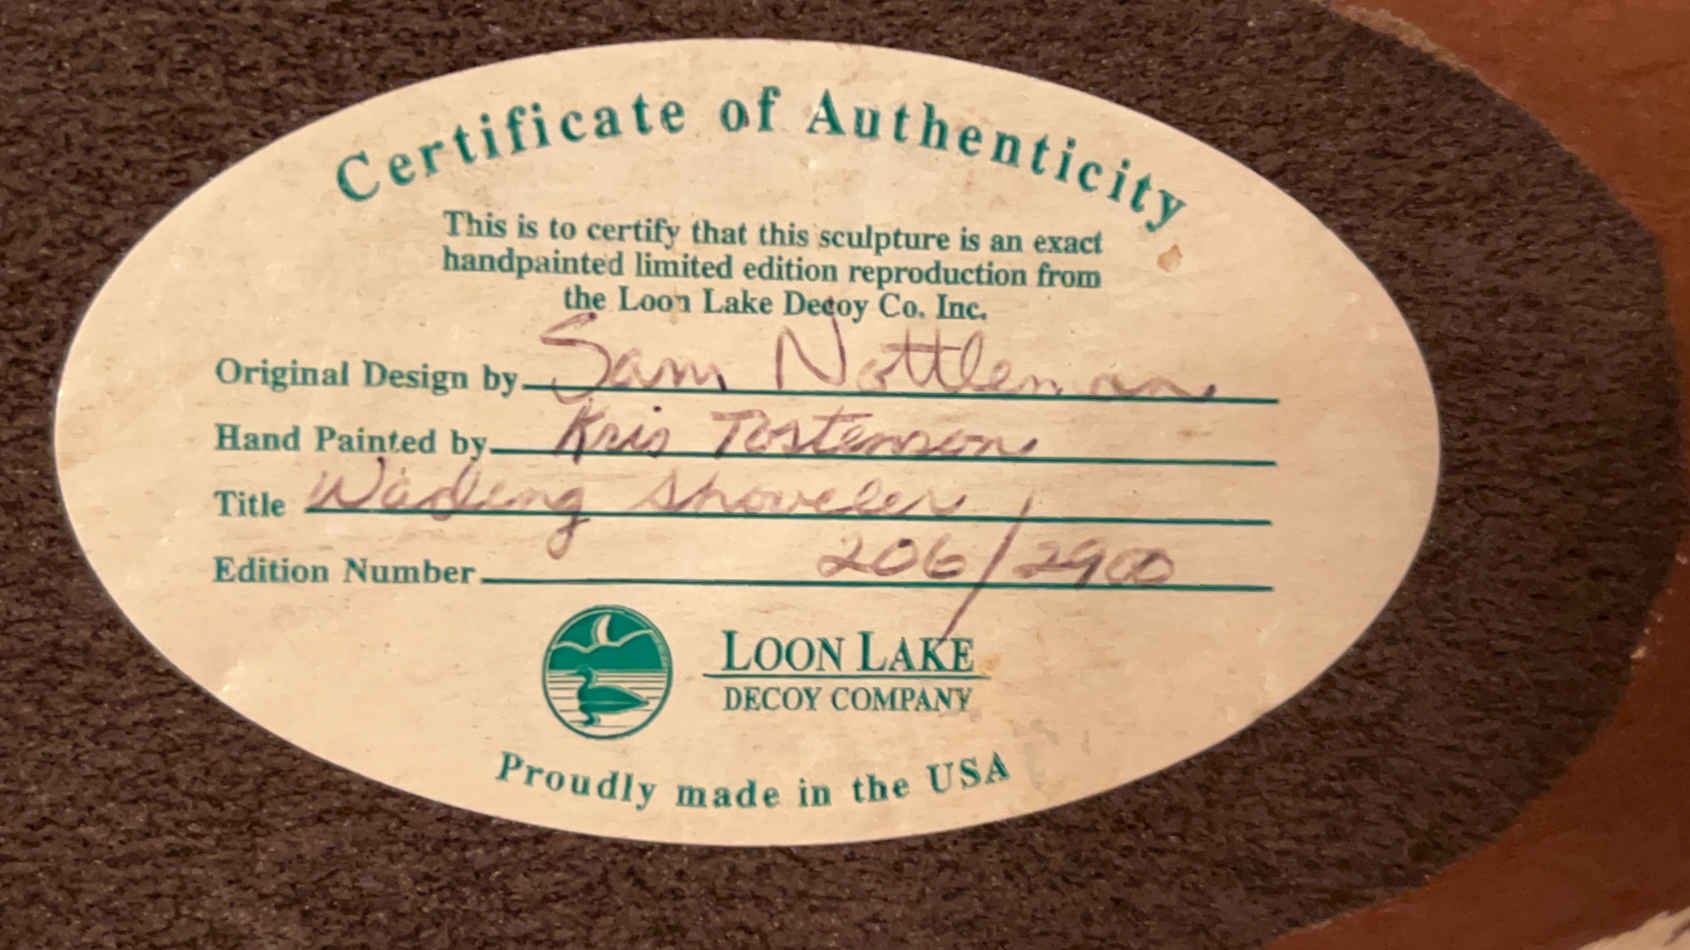 Certificate of Authenticity
This is to certify that this sculpture is an exact
handpainted limited edition reproduction from
the Loon Lake Decoy Co. Inc.
Original Design by Sam Nottleman
Hand Painted by Kris Tostenson
Title Wading Shoveler
Edition Number 206/2900
LOON LAKE
DECOY COMPANY
Proudly made in the USA